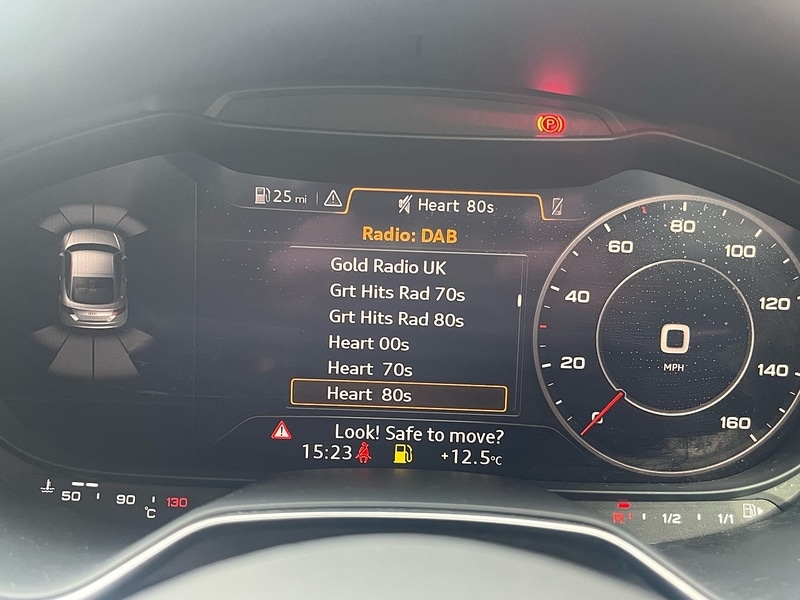 P
25 mi
Heart 80s
Radio: DAB
Gold Radio UK
Grt Hits Rad 70s
Grt Hits Rad 80s
Heart 00s
Heart 70s
Heart 80s
Look! Safe to move?
15:23 +12.5°C
0
20
40
60
80
100
120
140
160
0
MPH
50 90 130
°C
R 1/2 1/1